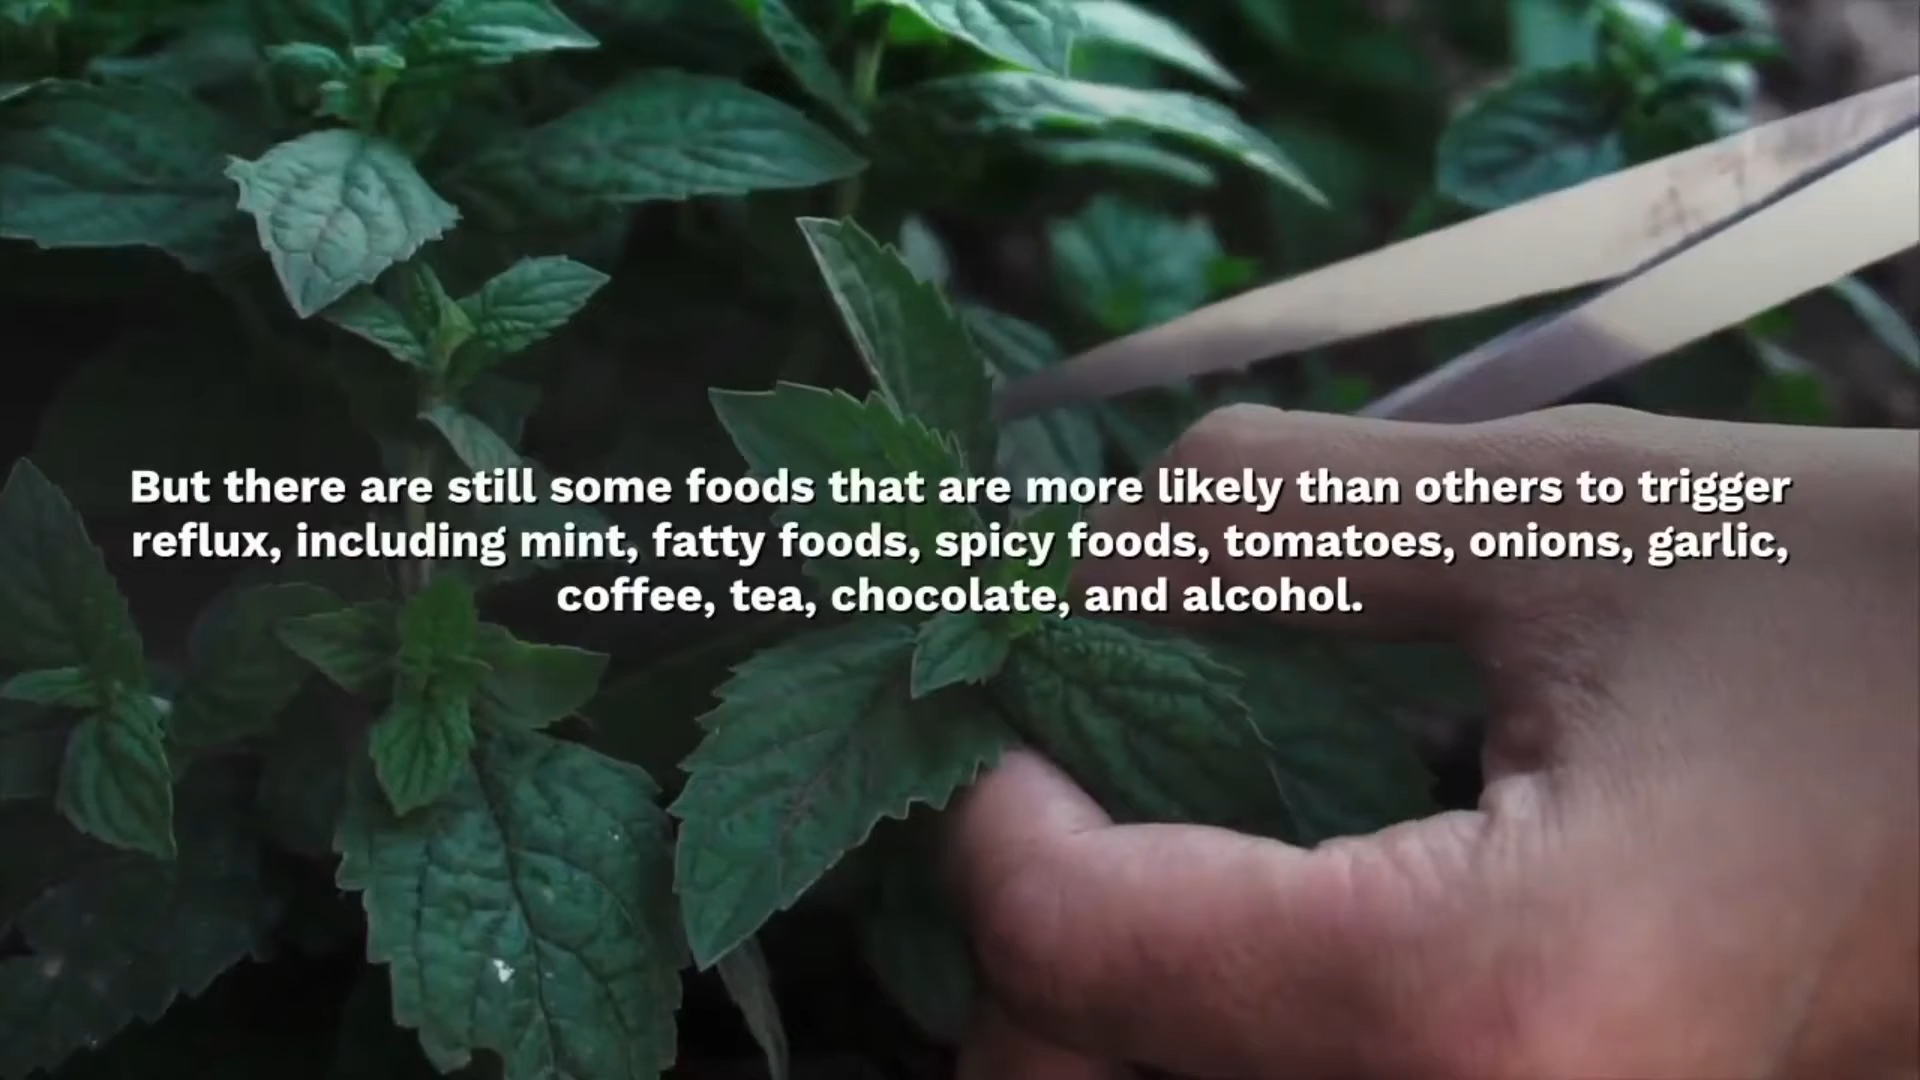 But there are still some foods that are more likely than others to trigger
reflux, including mint, fatty foods, spicy foods, tomatoes, onions, garlic,
coffee, tea, chocolate, and alcohol.